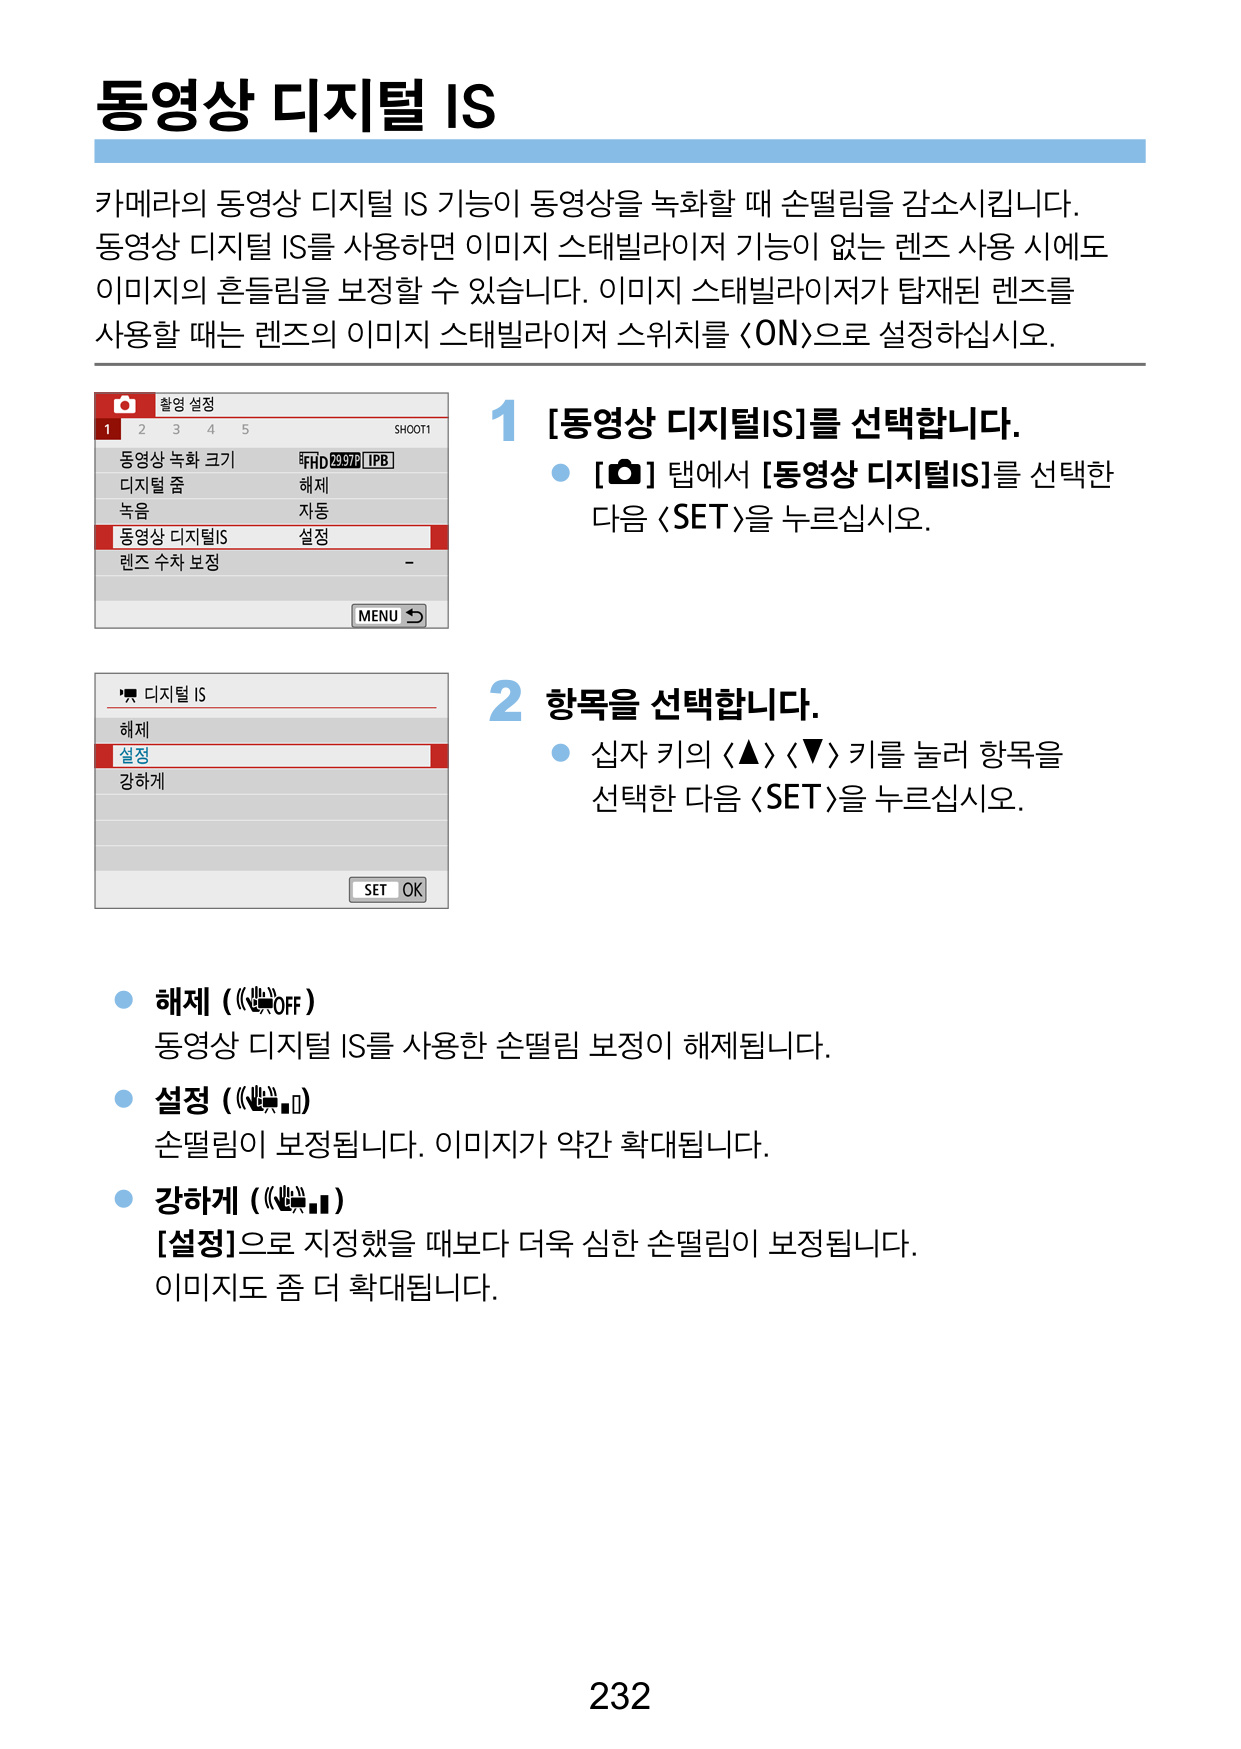 동영상 디지털 IS
카메라의 동영상 디지털 IS 기능이 동영상을 녹화할 때 손떨림을 감소시킵니다.
동영상 디지털 IS를 사용하면 이미지 스태빌라이저 기능이 없는 렌즈 사용 시에도
이미지의 흔들림을 보정할 수 있습니다. 이미지 스태빌라이저가 탑재된 렌즈를
사용할 때는 렌즈의 이미지 스태빌라이저 스위치를 <ON>으로 설정하십시오.
촬영 설정
1 2 3 4 5 SHOOT1
동영상 녹화 크기 FHD 29.97P IPB
디지털 줌 해제
녹음 자동
동영상 디지털IS 설정
렌즈 수차 보정 –
MENU
1 [동영상 디지털IS]를 선택합니다.
● [] 탭에서 [동영상 디지털IS]를 선택한
다음 <SET>을 누르십시오.
디지털 IS
해제
설정
강하게
SET OK
2 항목을 선택합니다.
● 십자 키의 <▲> <▼> 키를 눌러 항목을
선택한 다음 <SET>을 누르십시오.
● 해제 (OFF)
동영상 디지털 IS를 사용한 손떨림 보정이 해제됩니다.
● 설정 ()
손떨림이 보정됩니다. 이미지가 약간 확대됩니다.
● 강하게 ()
[설정]으로 지정했을 때보다 더욱 심한 손떨림이 보정됩니다.
이미지도 좀 더 확대됩니다.
232